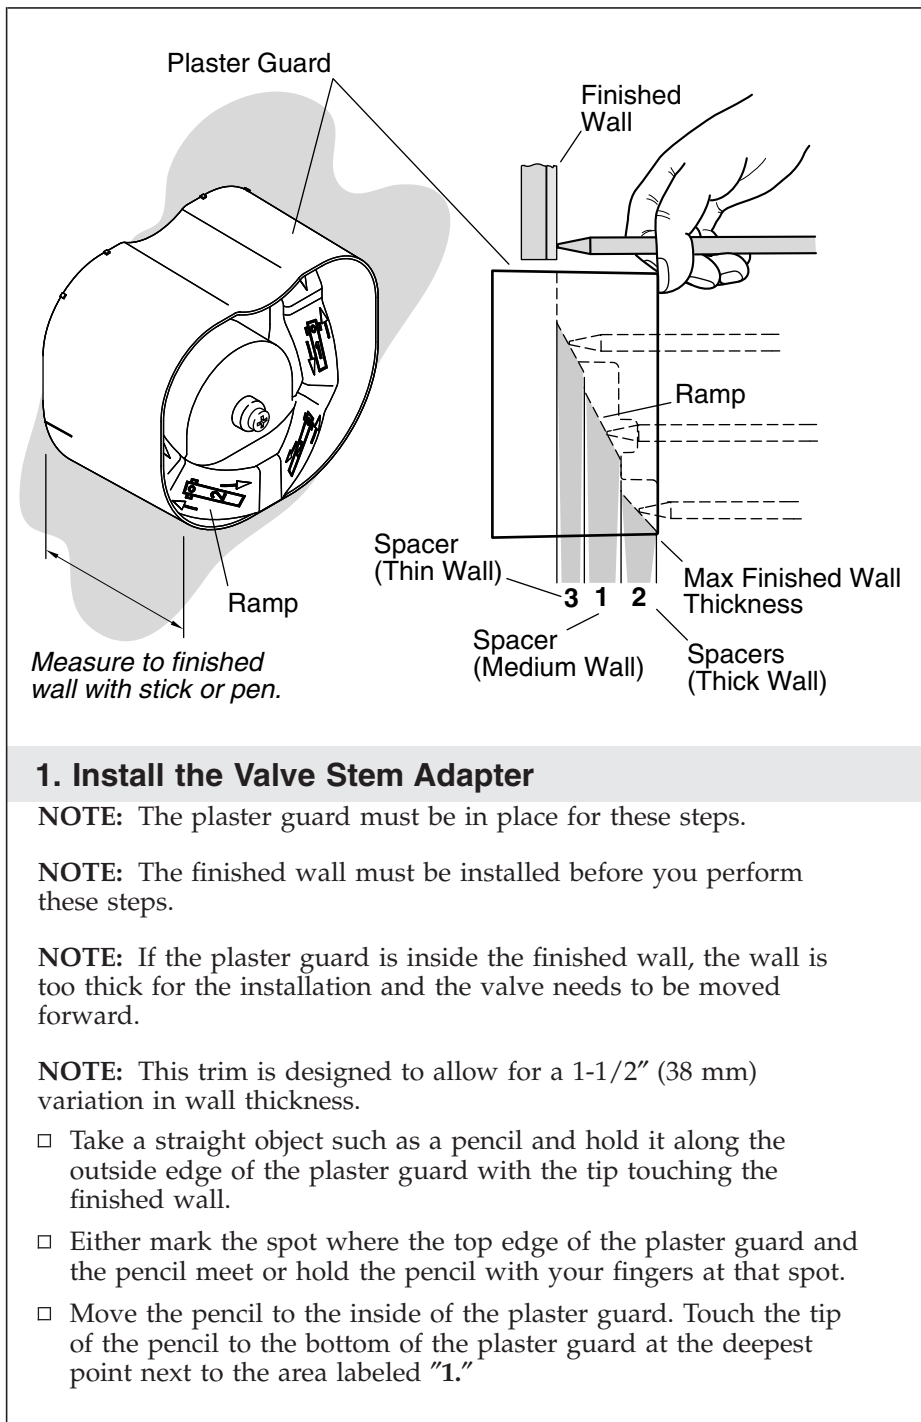 Plaster Guard
Finished
Wall
Ramp
Spacer
(Thin Wall)
3 1 2
Max Finished Wall
Thickness
Ramp
Spacer
(Medium Wall)
Spacers
(Thick Wall)
Measure to finished
wall with stick or pen.
1. Install the Valve Stem Adapter
NOTE: The plaster guard must be in place for these steps.
NOTE: The finished wall must be installed before you perform
these steps.
NOTE: If the plaster guard is inside the finished wall, the wall is
too thick for the installation and the valve needs to be moved
forward.
NOTE: This trim is designed to allow for a 1-1/2″ (38 mm)
variation in wall thickness.
□ Take a straight object such as a pencil and hold it along the
outside edge of the plaster guard with the tip touching the
finished wall.
□ Either mark the spot where the top edge of the plaster guard and
the pencil meet or hold the pencil with your fingers at that spot.
□ Move the pencil to the inside of the plaster guard. Touch the tip
of the pencil to the bottom of the plaster guard at the deepest
point next to the area labeled ″1.″